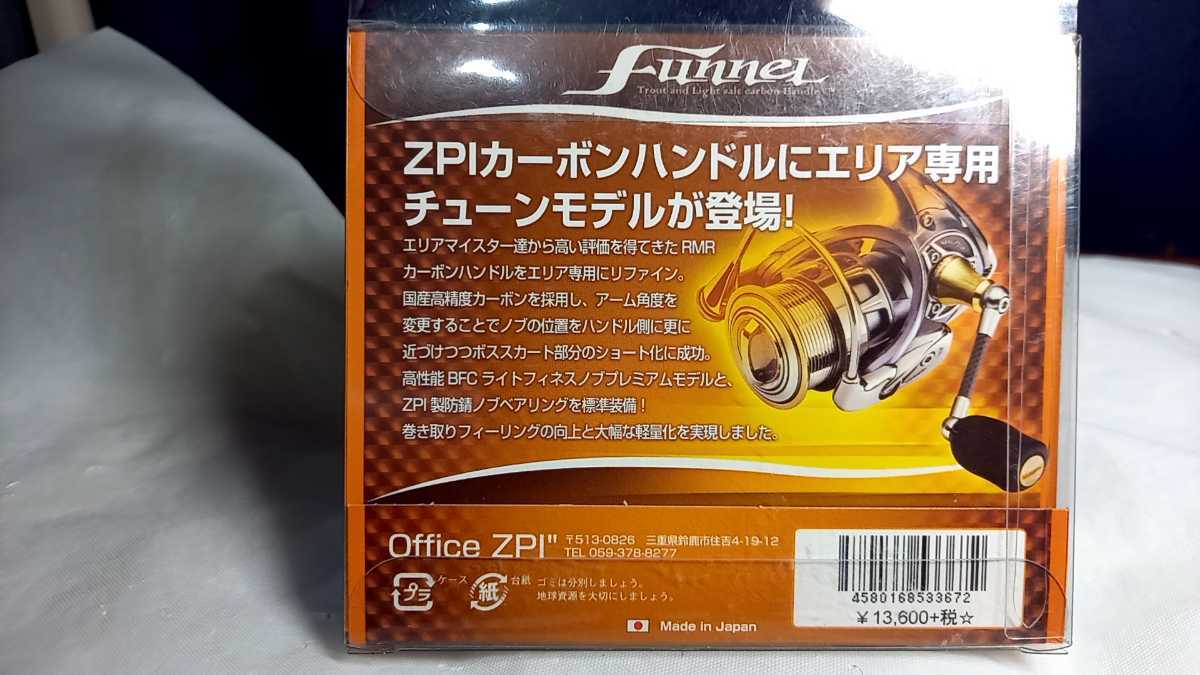 Funnel
Trout and Light salt carbon Handle
ZPIカーボンハンドルにエリア専用
チューンモデルが登場!
エリアマイスター達から高い評価を得てきた RMR
カーボンハンドルをエリア専用にリファイン。
国産高精度カーボンを採用し、アーム角度を
変更することでノブの位置をハンドル側に更に
近づけつつボススカート部分のショート化に成功。
高性能 BFC ライトフィネスノブプレミアムモデルと、
ZPI 製防錆ノブベアリングを標準装備!
巻き取りフィーリングの向上と大幅な軽量化を実現しました。
Office ZPI"
〒513-0826 三重県鈴鹿市住吉4-19-12
TEL 059-378-8277
プラ ケース 紙 台紙 ゴミは分別しましょう。
地球資源を大切にしましょう。
Made in Japan
4580168533672
¥13,600+税☆